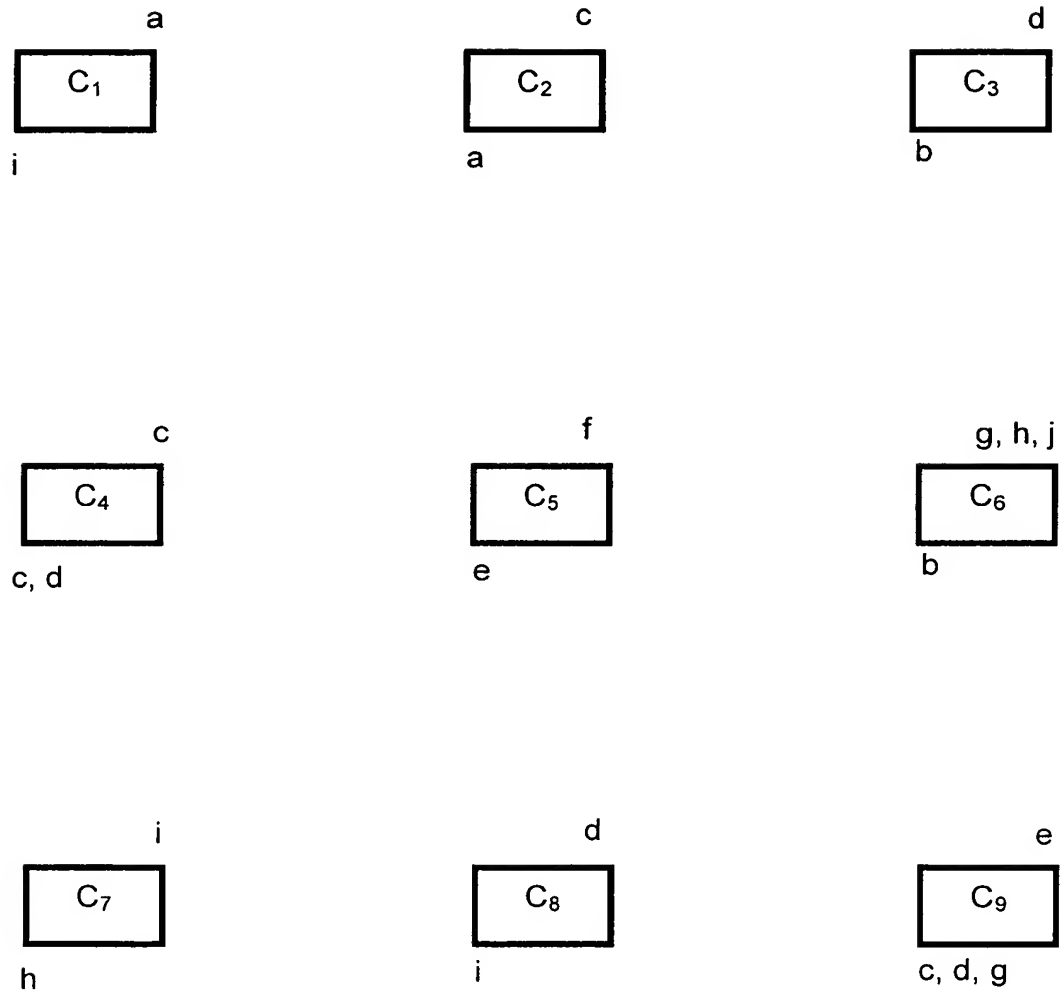 a c d
C₁ C₂ C₃
i a b
c f g, h, j
C₄ C₅ C₆
c, d e b
i d e
C₇ C₈ C₉
h i c, d, g